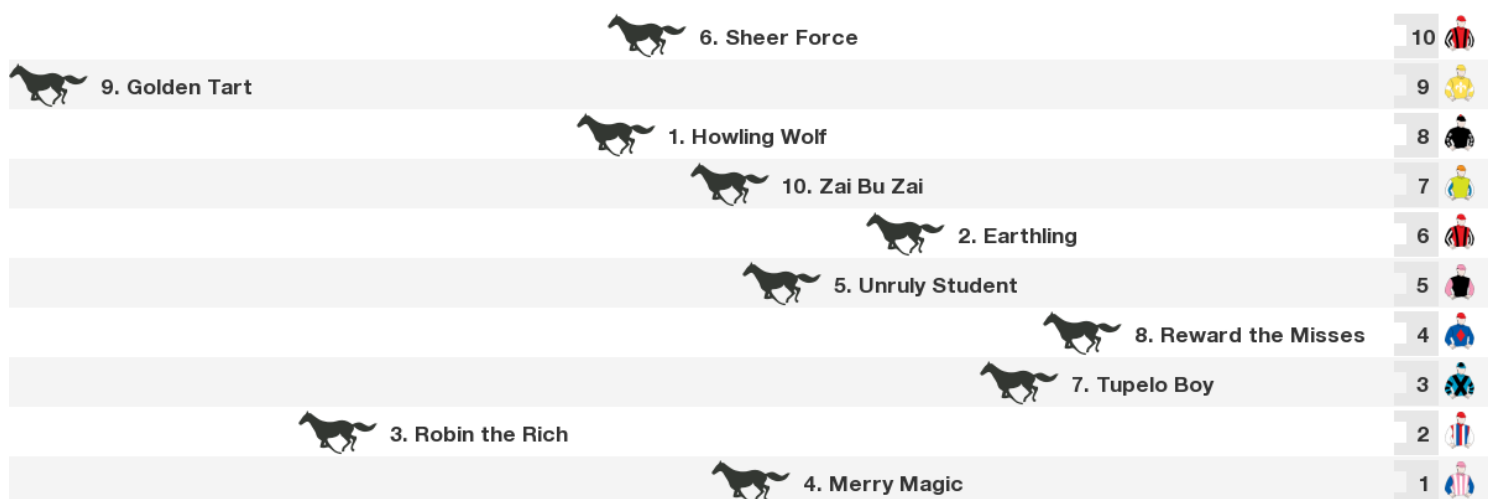 6. Sheer Force 10
9. Golden Tart 9
1. Howling Wolf 8
10. Zai Bu Zai 7
2. Earthling 6
5. Unruly Student 5
8. Reward the Misses 4
7. Tupelo Boy 3
3. Robin the Rich 2
4. Merry Magic 1